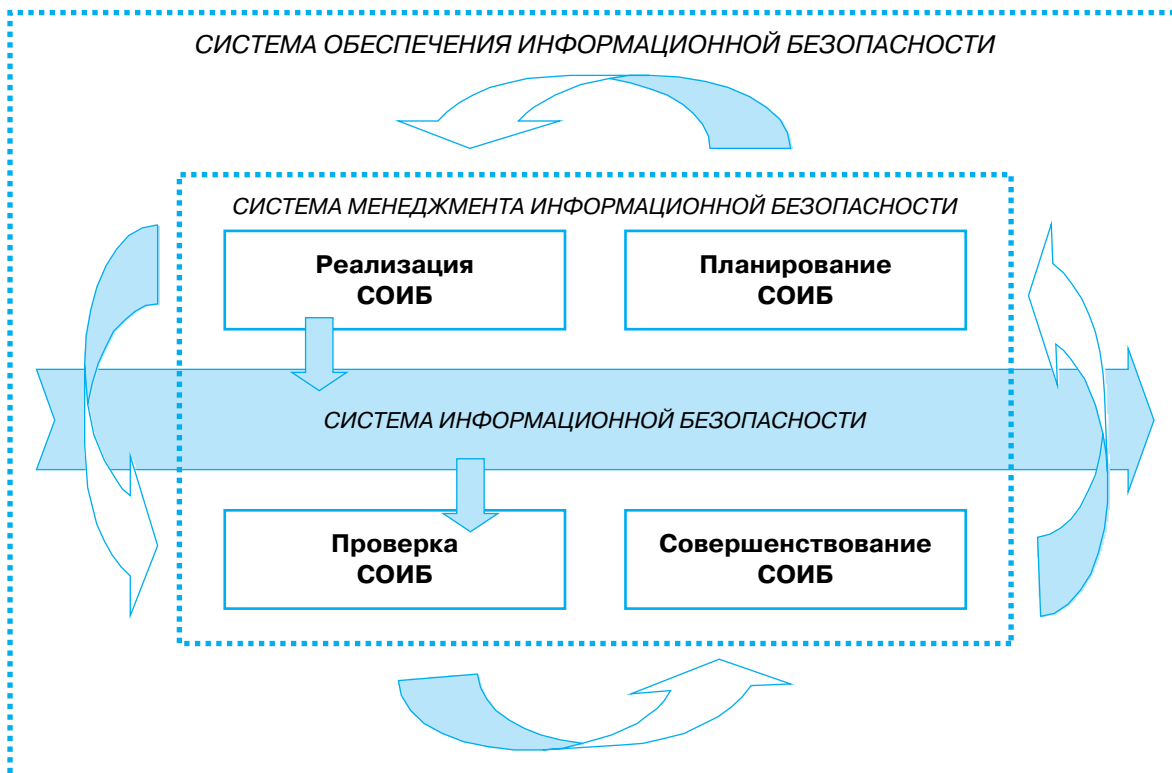 СИСТЕМА ОБЕСПЕЧЕНИЯ ИНФОРМАЦИОННОЙ БЕЗОПАСНОСТИ
СИСТЕМА МЕНЕДЖМЕНТА ИНФОРМАЦИОННОЙ БЕЗОПАСНОСТИ
Реализация
СОИБ
Планирование
СОИБ
СИСТЕМА ИНФОРМАЦИОННОЙ БЕЗОПАСНОСТИ
Проверка
СОИБ
Совершенствование
СОИБ